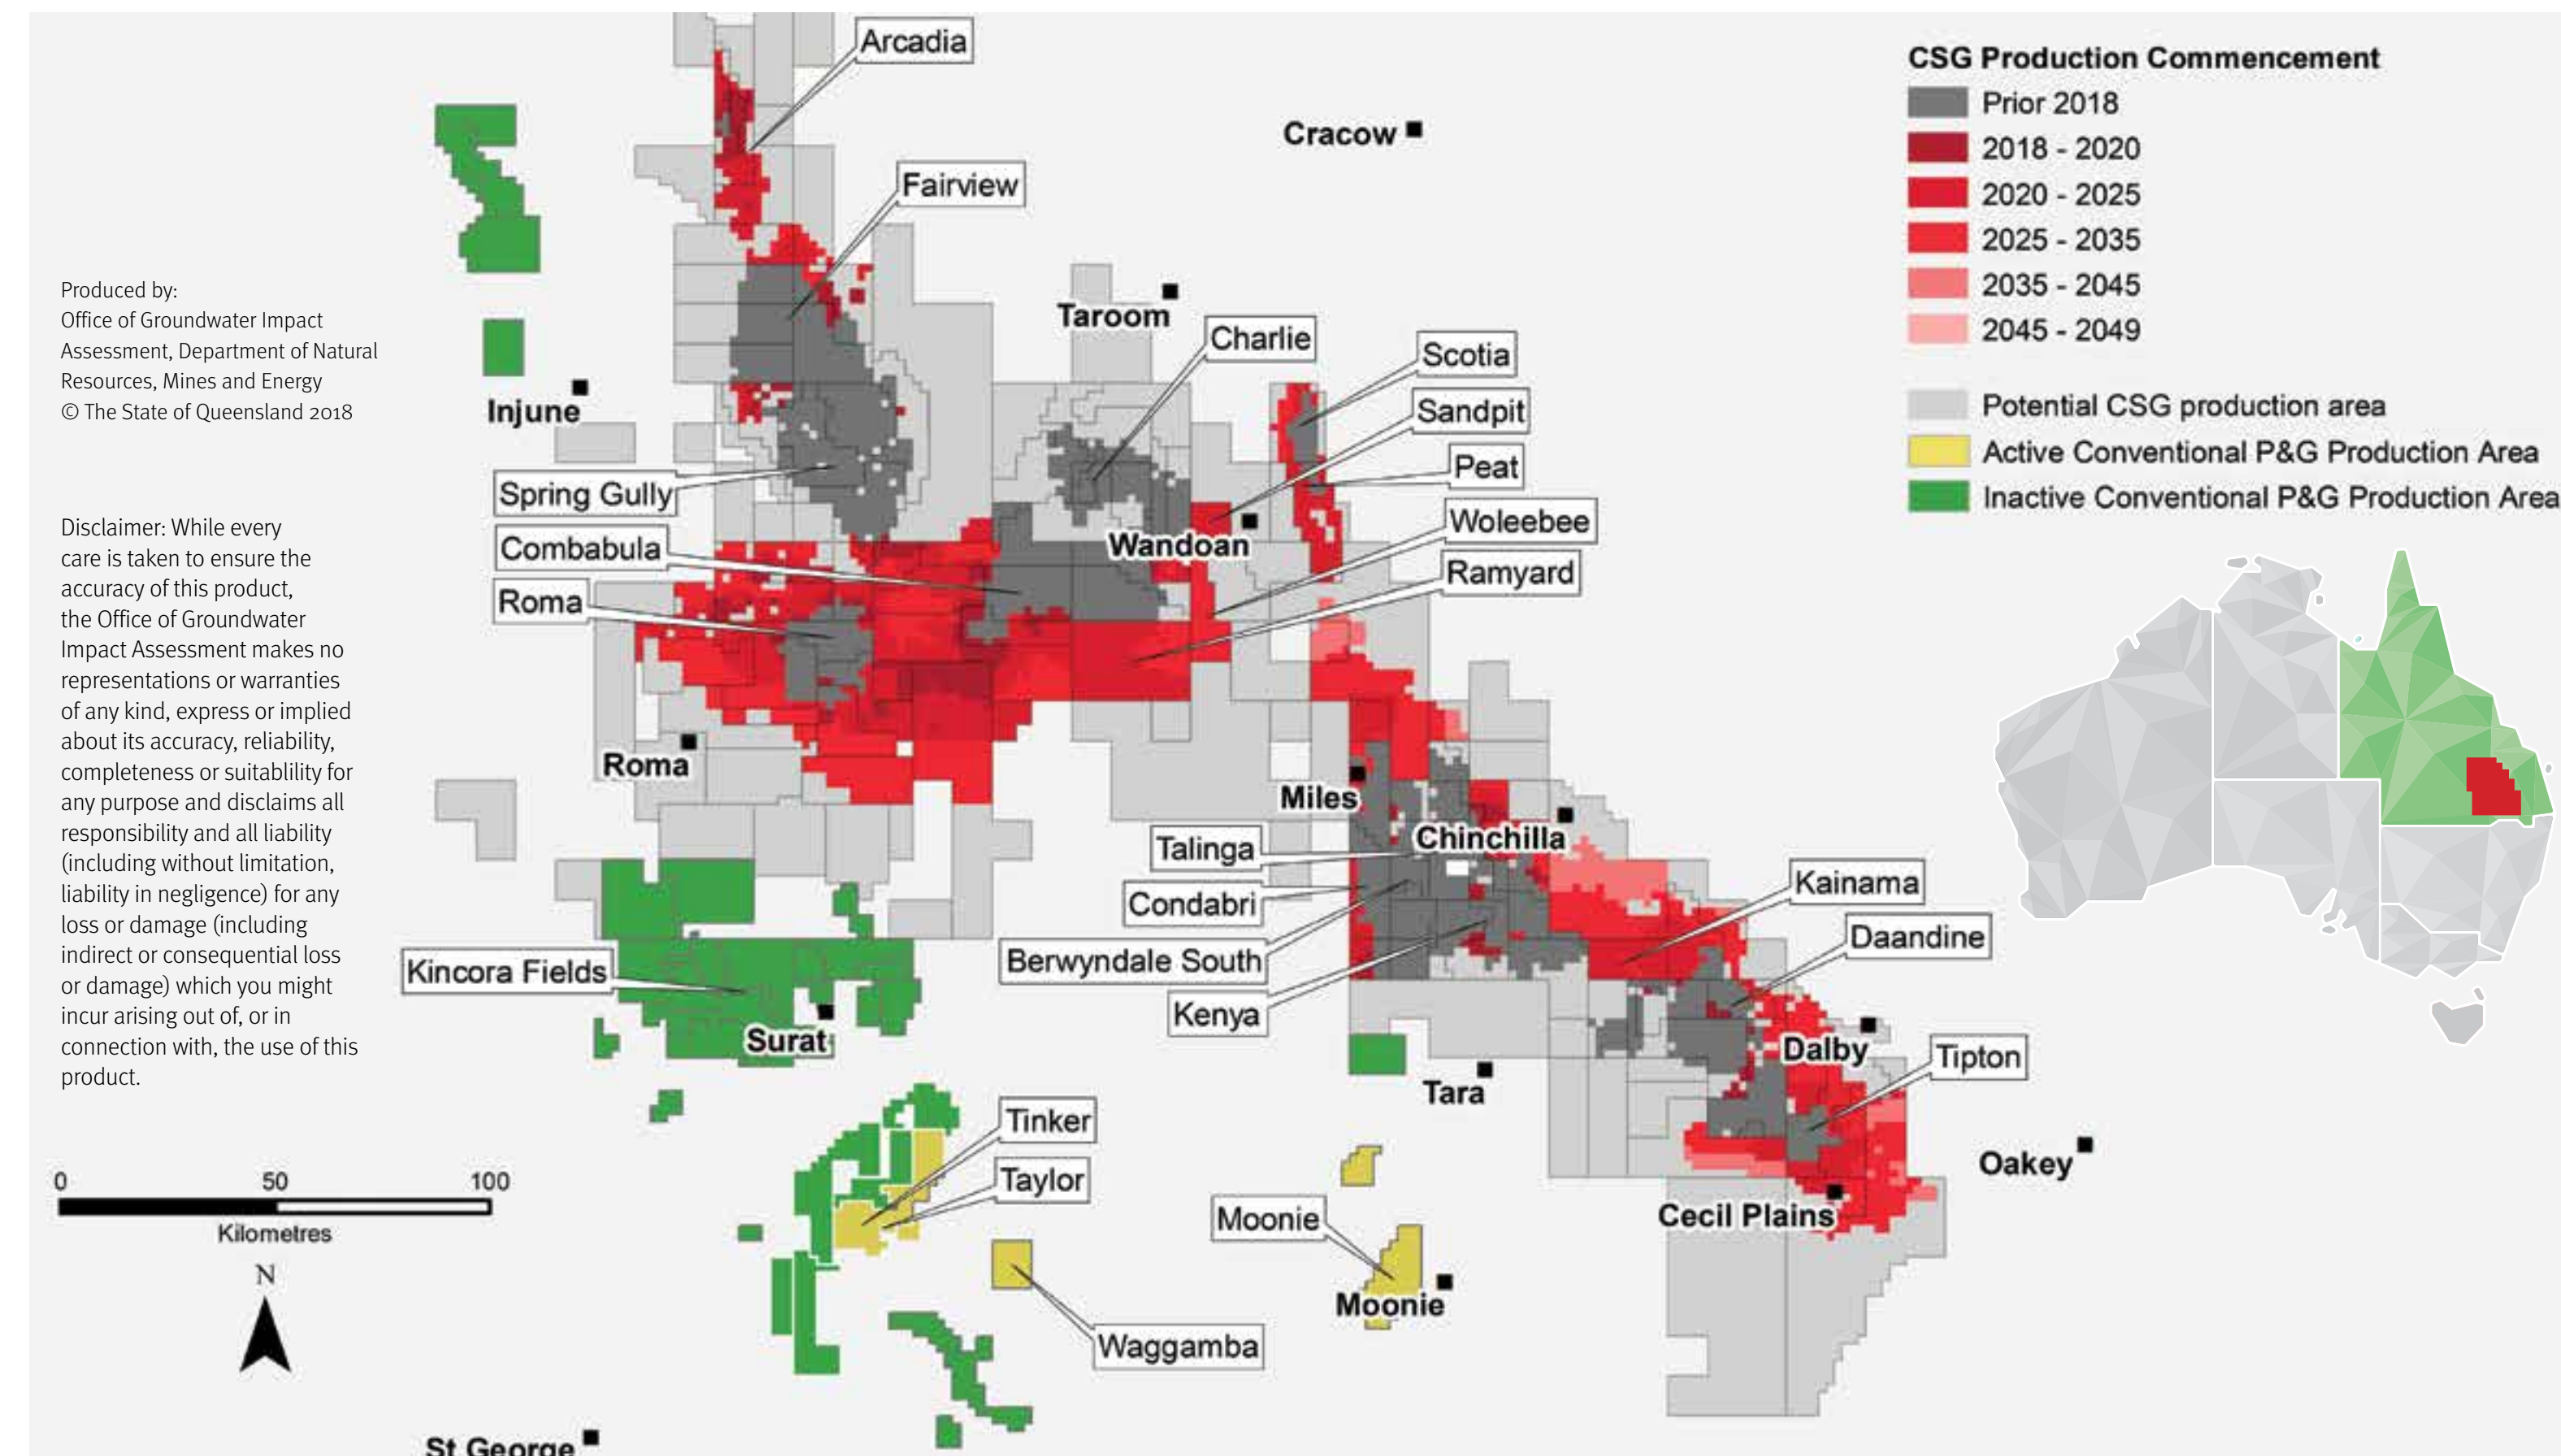 Arcadia
CSG Production Commencement
Prior 2018
2018 - 2020
2020 - 2025
2025 - 2035
2035 - 2045
2045 - 2049
Potential CSG production area
Active Conventional P&G Production Area
Inactive Conventional P&G Production Area
Cracow
Fairview
Produced by:
Office of Groundwater Impact
Assessment, Department of Natural
Resources, Mines and Energy
© The State of Queensland 2018
Taroom
Charlie
Scotia
Injune
Sandpit
Peat
Spring Gully
Woleebee
Combabula
Wandoan
Ramyard
Roma
Disclaimer: While every
care is taken to ensure the
accuracy of this product,
the Office of Groundwater
Impact Assessment makes no
representations or warranties
of any kind, express or implied
about its accuracy, reliability,
completeness or suitablility for
any purpose and disclaims all
responsibility and all liability
(including without limitation,
liability in negligence) for any
loss or damage (including
indirect or consequential loss
or damage) which you might
incur arising out of, or in
connection with, the use of this
product.
Roma
Miles
Chinchilla
Talinga
Condabri
Kainama
Daandine
Berwyndale South
Kincora Fields
Kenya
Surat
Dalby
Tipton
Tara
Tinker
Taylor
Oakey
Moonie
Cecil Plains
0 50 100
Kilometres
N
Moonie
Waggamba
St George